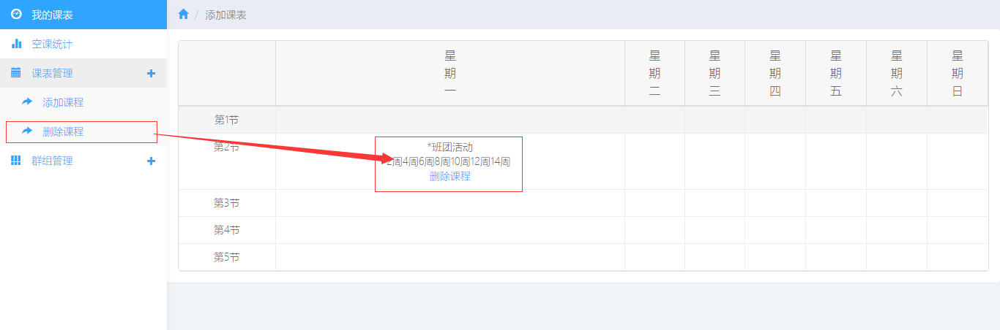 我的课表
空课统计
课表管理
添加课程
删除课程
群组管理
/ 添加课表
星期一
星期二
星期三
星期四
星期五
星期六
星期日
第1节
第2节
*班团活动
2周4周6周8周10周12周14周
删除课程
第3节
第4节
第5节